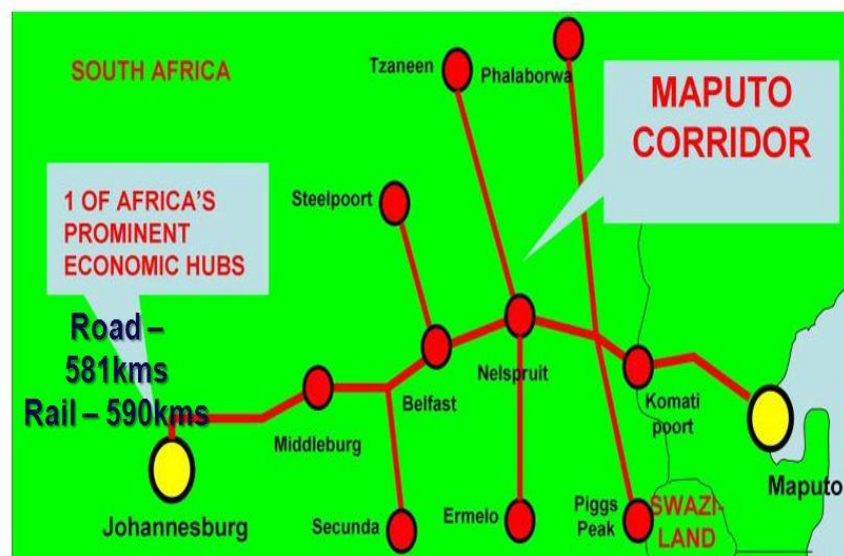 SOUTH AFRICA
Tzaneen
Phalaborwa
MAPUTO
CORRIDOR
1 OF AFRICA'S
PROMINENT
ECONOMIC HUBS
Steelpoort
Road –
581kms
Rail – 590kms
Nelspruit
Belfast
Komati
poort
Middleburg
Maputo
Johannesburg
Secunda
Ermelo
Piggs
Peak
SWAZI-
LAND